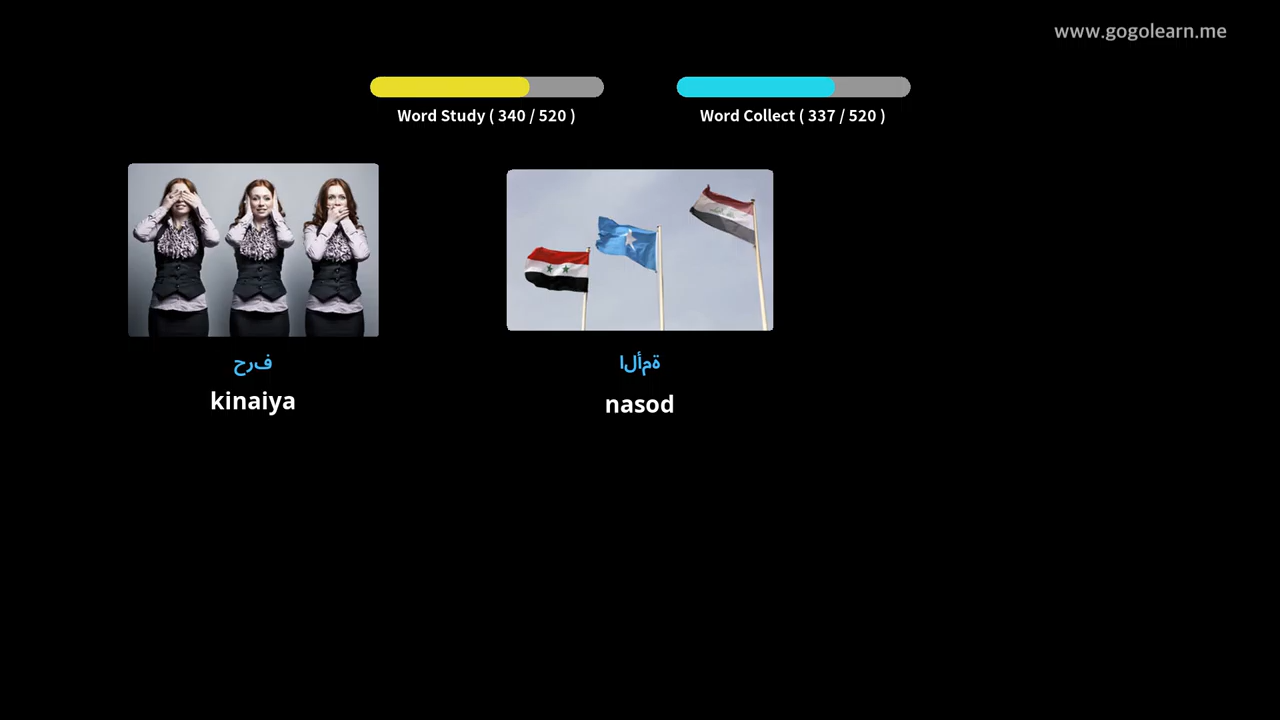 www.gogolearn.me
Word Study ( 340 / 520 )
Word Collect ( 337 / 520 )
حرف
الأمة
kinaiya
nasod